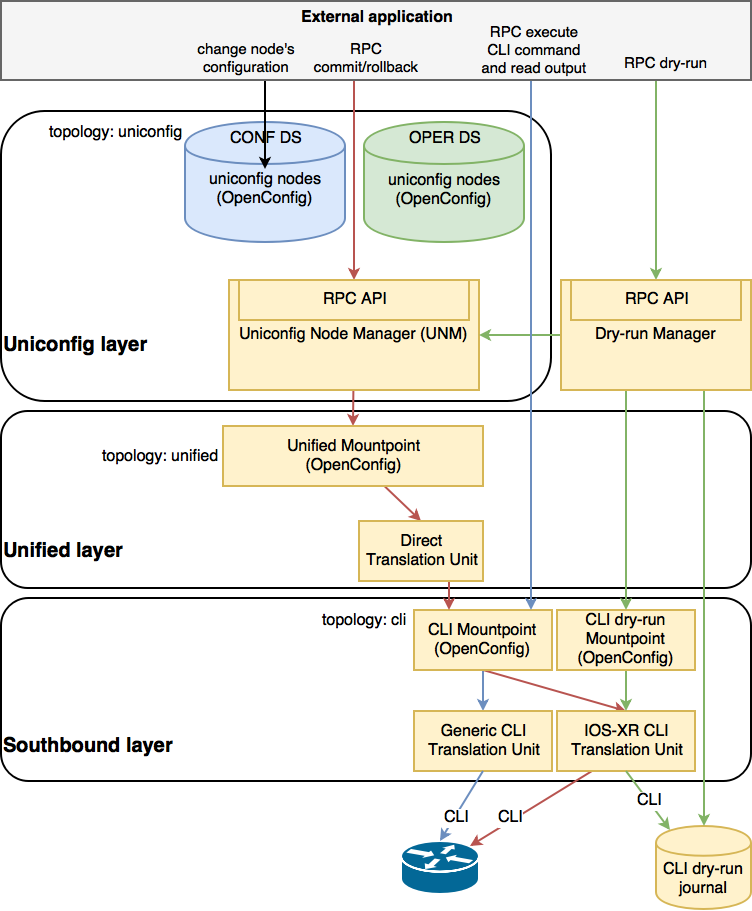 External application
change node's
configuration
RPC
commit/rollback
RPC execute
CLI command
and read output
RPC dry-run
topology: uniconfig
CONF DS
uniconfig nodes
(OpenConfig)
OPER DS
uniconfig nodes
(OpenConfig)
RPC API
Uniconfig Node Manager (UNM)
RPC API
Dry-run Manager
Uniconfig layer
topology: unified
Unified Mountpoint
(OpenConfig)
Direct
Translation Unit
Unified layer
topology: cli
CLI Mountpoint
(OpenConfig)
CLI dry-run
Mountpoint
(OpenConfig)
Generic CLI
Translation Unit
IOS-XR CLI
Translation Unit
Southbound layer
CLI
CLI
CLI
CLI dry-run
journal